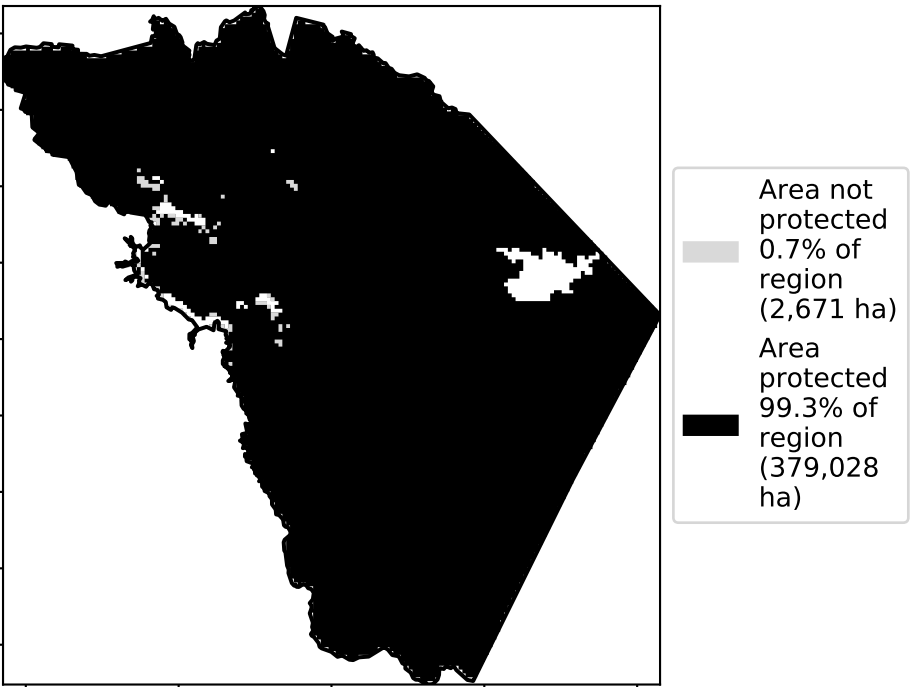 Area not
protected
0.7% of
region
(2,671 ha)
Area
protected
99.3% of
region
(379,028
ha)